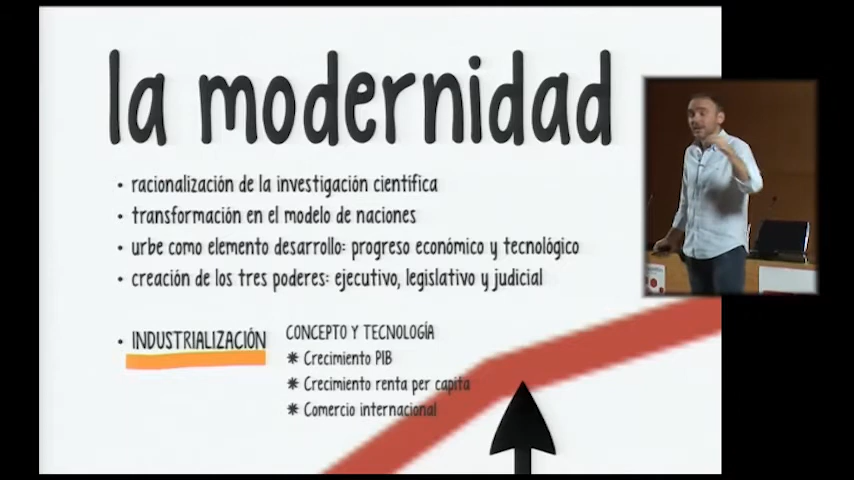 la modernidad
• racionalización de la investigación científica
• transformación en el modelo de naciones
• urbe como elemento desarrollo: progreso económico y tecnológico
• creación de los tres poderes: ejecutivo, legislativo y judicial
• INDUSTRIALIZACIÓN
CONCEPTO Y TECNOLOGÍA
* Crecimiento PIB
* Crecimiento renta per capita
* Comercio internacional